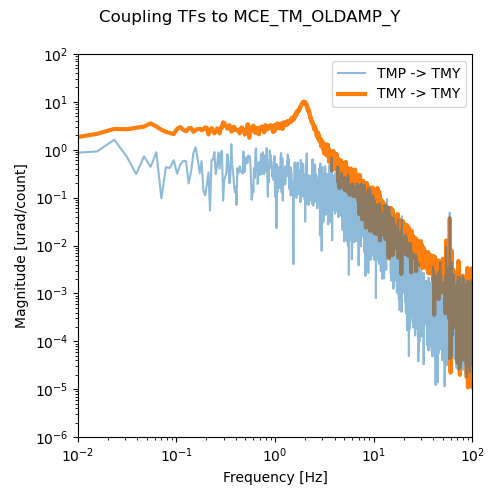 Coupling TFs to MCE_TM_OLDAMP_Y
TMP -> TMY
TMY -> TMY
Magnitude [urad/count]
10^2
10^1
10^0
10^-1
10^-2
10^-3
10^-4
10^-5
10^-6
10^-2 10^-1 10^0 10^1 10^2
Frequency [Hz]